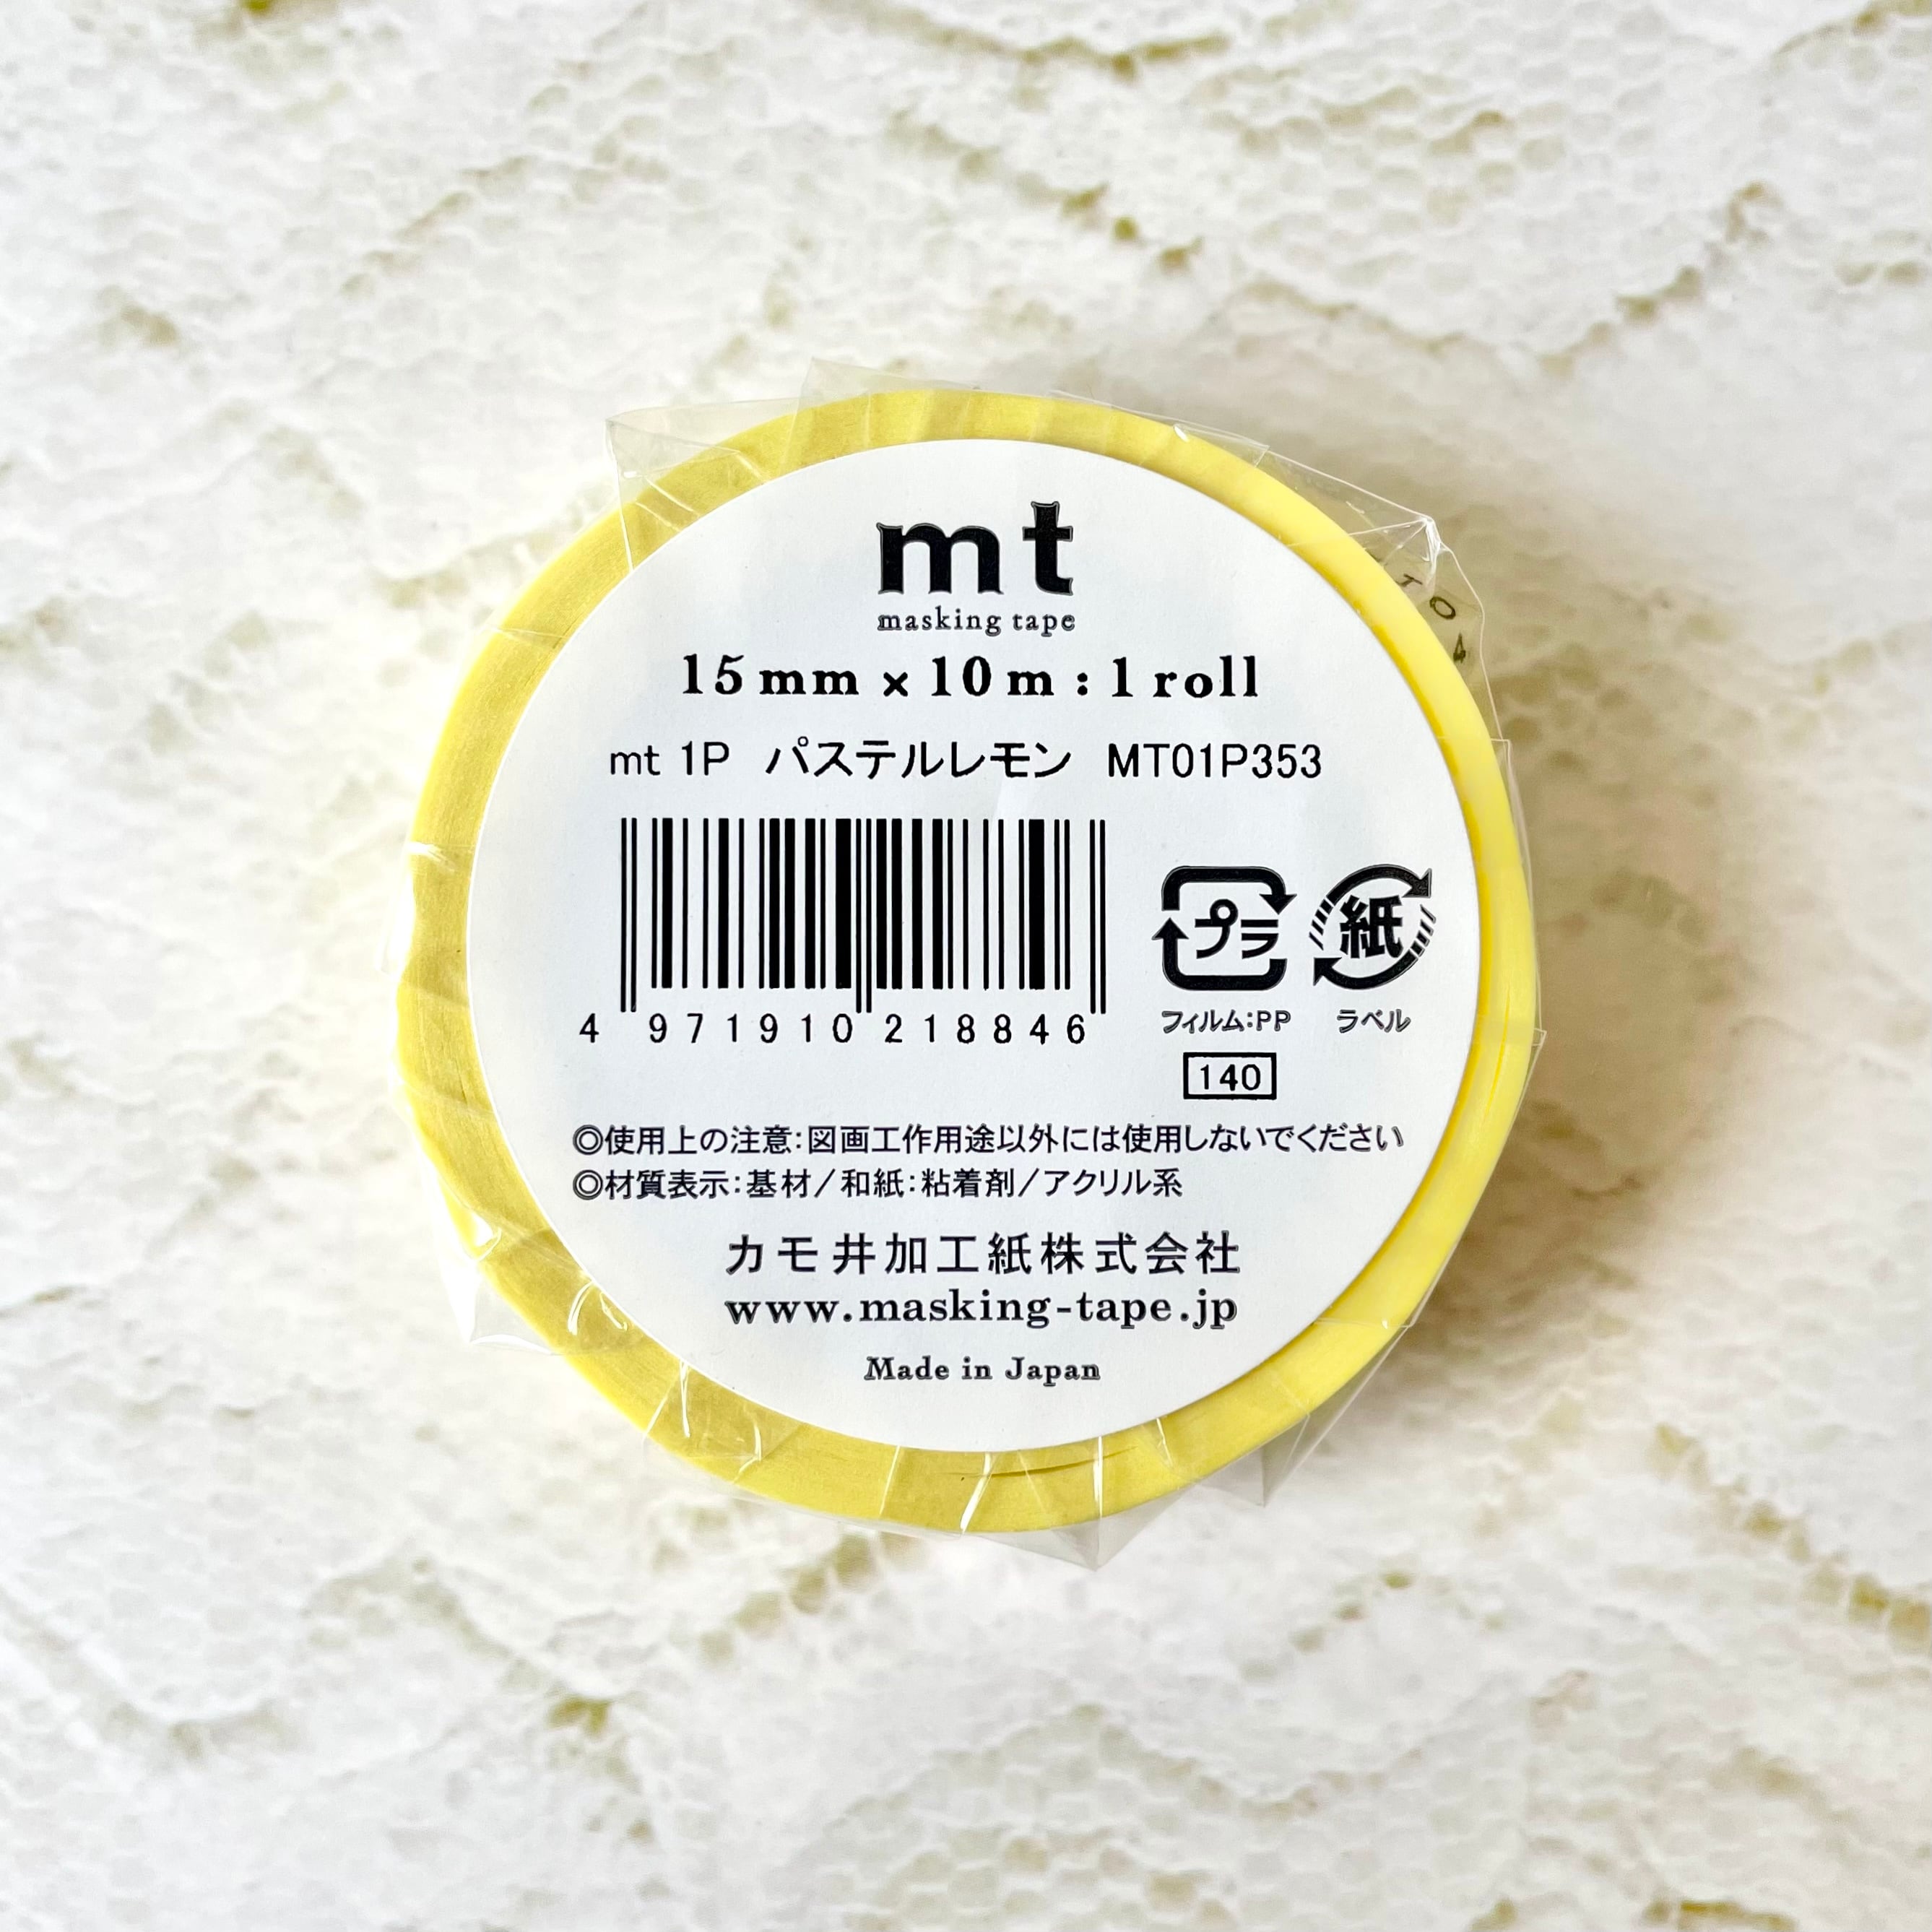 mt
masking tape
15mm × 10m : 1 roll
mt 1P パステルレモン MT01P353
プラ 紙
4 971910 218846
フィルム:PP ラベル
140
◎使用上の注意:図画工作用途以外には使用しないでください
◎材質表示:基材/和紙:粘着剤/アクリル系
カモ井加工紙株式会社
www.masking-tape.jp
Made in Japan